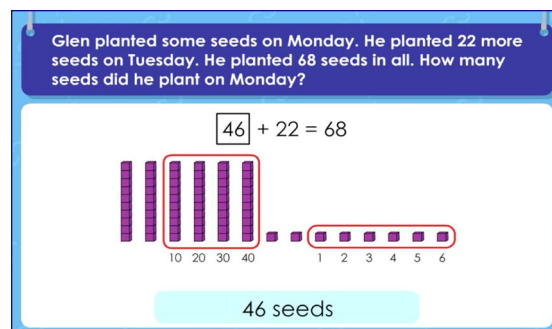 Glen planted some seeds on Monday. He planted 22 more
seeds on Tuesday. He planted 68 seeds in all. How many
seeds did he plant on Monday?
46 + 22 = 68
10 20 30 40 1 2 3 4 5 6
46 seeds